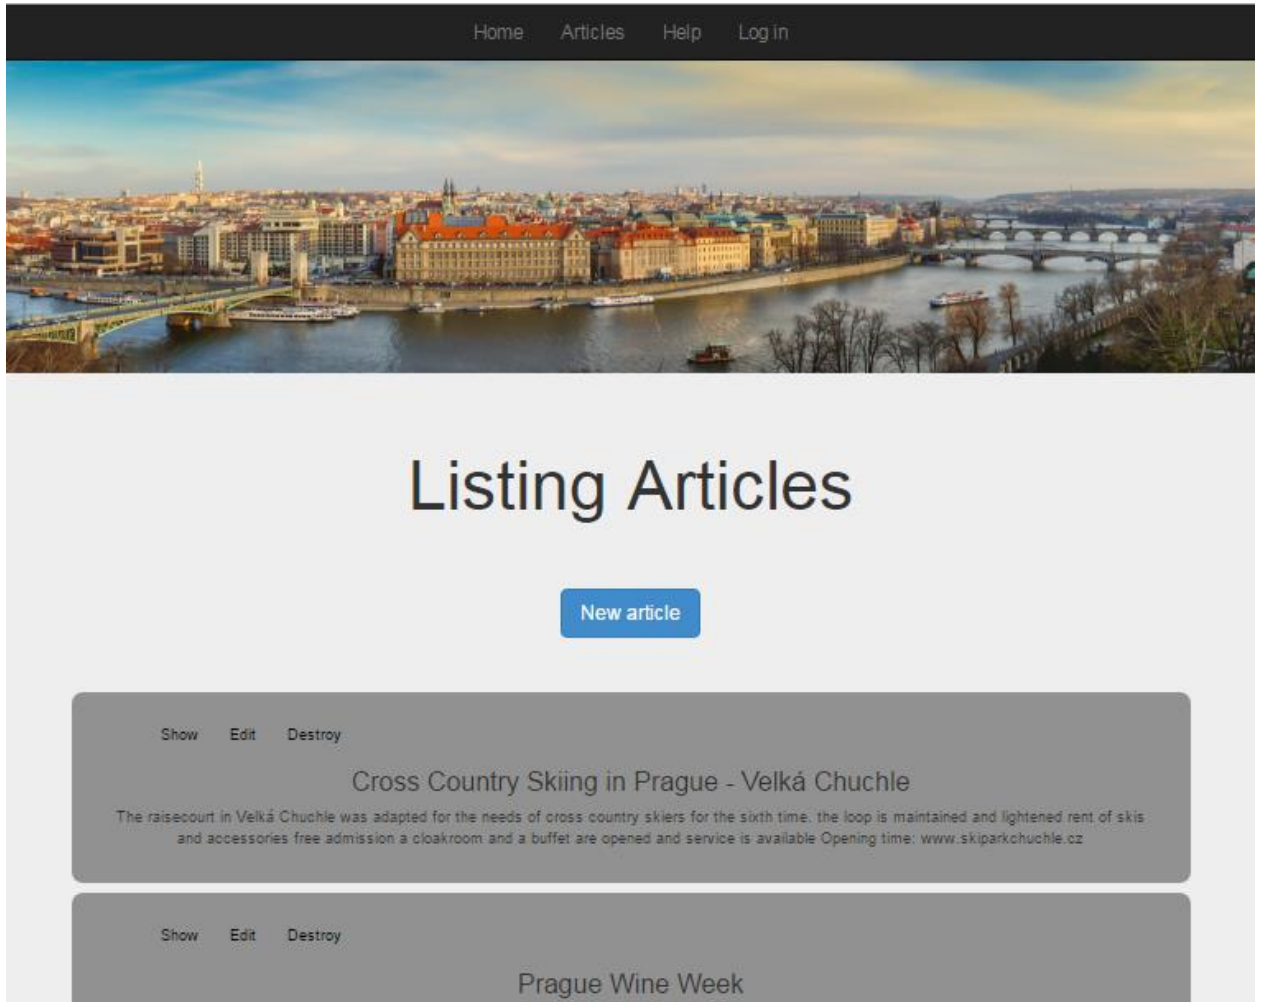 Home Articles Help Log in
Listing Articles
New article
Show Edit Destroy
Cross Country Skiing in Prague - Velká Chuchle
The raisecourt in Velká Chuchle was adapted for the needs of cross country skiers for the sixth time. the loop is maintained and lightened rent of skis
and accessories free admission a cloakroom and a buffet are opened and service is available Opening time: www.skiparkchuchle.cz
Show Edit Destroy
Prague Wine Week